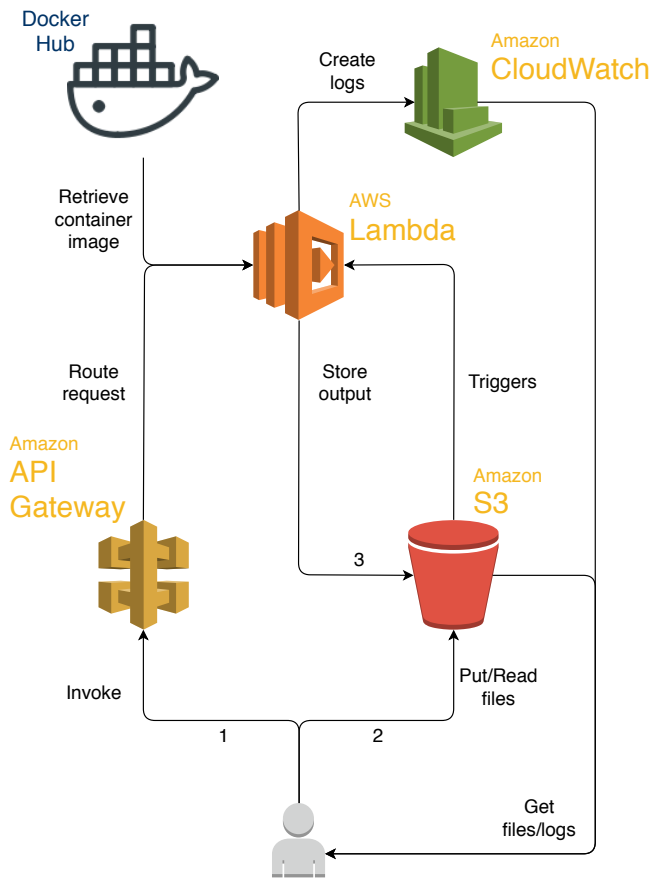 Docker
Hub
Amazon
CloudWatch
Create
logs
Retrieve
container
image
AWS
Lambda
Route
request
Store
output
Triggers
Amazon
API
Gateway
Amazon
S3
3
Invoke
Put/Read
files
1
2
Get
files/logs